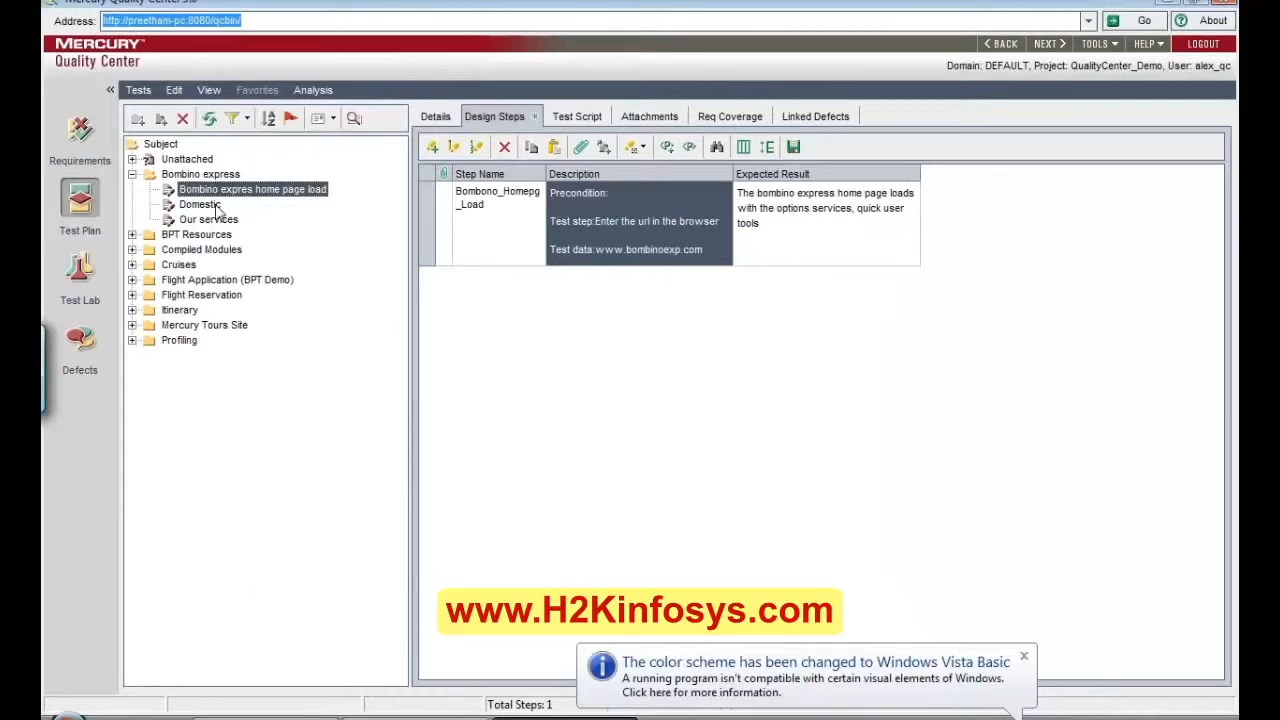 Mercury Quality Center
Address: http://preetham-pc:8080/qcbin/ Go About
MERCURY™
Quality Center
BACK NEXT TOOLS HELP LOGOUT
Domain: DEFAULT, Project: QualityCenter_Demo, User: alex_qc
Tests Edit View Favorites Analysis
Details Design Steps Test Script Attachments Req Coverage Linked Defects
Requirements
Test Plan
Test Lab
Defects
Subject
Unattached
Bombino express
Bombino expres home page load
Domestic
Our services
BPT Resources
Compiled Modules
Cruises
Flight Application (BPT Demo)
Flight Reservation
Itinerary
Mercury Tours Site
Profiling
Step Name Description Expected Result
Bombono_Homepg
_Load
Precondition:
Test step:Enter the url in the browser
Test data:www.bombinoexp.com
The bombino express home page loads
with the options services, quick user
tools
www.H2Kinfosys.com
The color scheme has been changed to Windows Vista Basic
A running program isn't compatible with certain visual elements of Windows.
Click here for more information.
Total Steps: 1